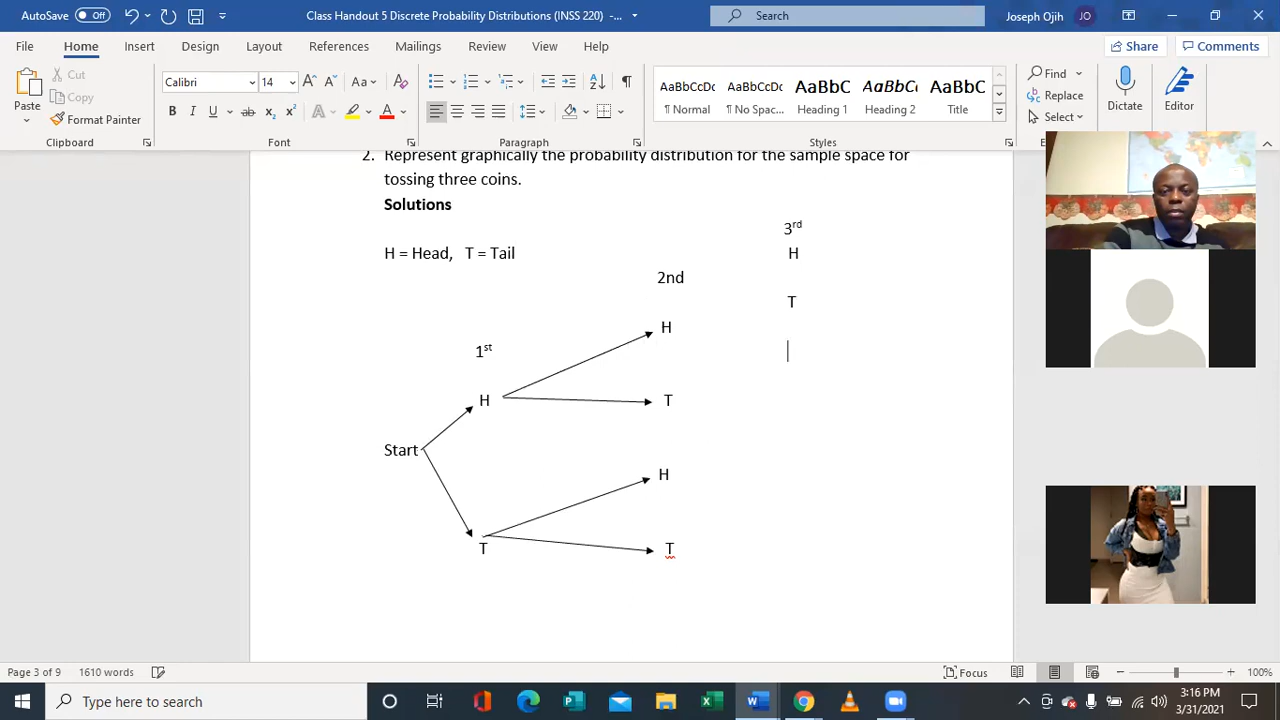 AutoSave Off
Class Handout 5 Discrete Probability Distributions (INSS 220) -...
Search
Joseph Ojih JO
File Home Insert Design Layout References Mailings Review View Help
Share Comments
Paste
Cut
Copy
Format Painter
Clipboard
Calibri 14
Aa
B I U ab x₂ x² A A
Font
Paragraph
AaBbCcDc AaBbCcDc AaBbC AaBbCc AaBbC
¶ Normal ¶ No Spac... Heading 1 Heading 2 Title
Styles
Find
Replace
Select
Dictate
Editor
2. Represent graphically the probability distribution for the sample space for
tossing three coins.
Solutions
3rd
H = Head, T = Tail H
2nd
T
H
1st
H T
Start
H
T T
Page 3 of 9 1610 words
Focus
100%
Type here to search
3:16 PM
3/31/2021